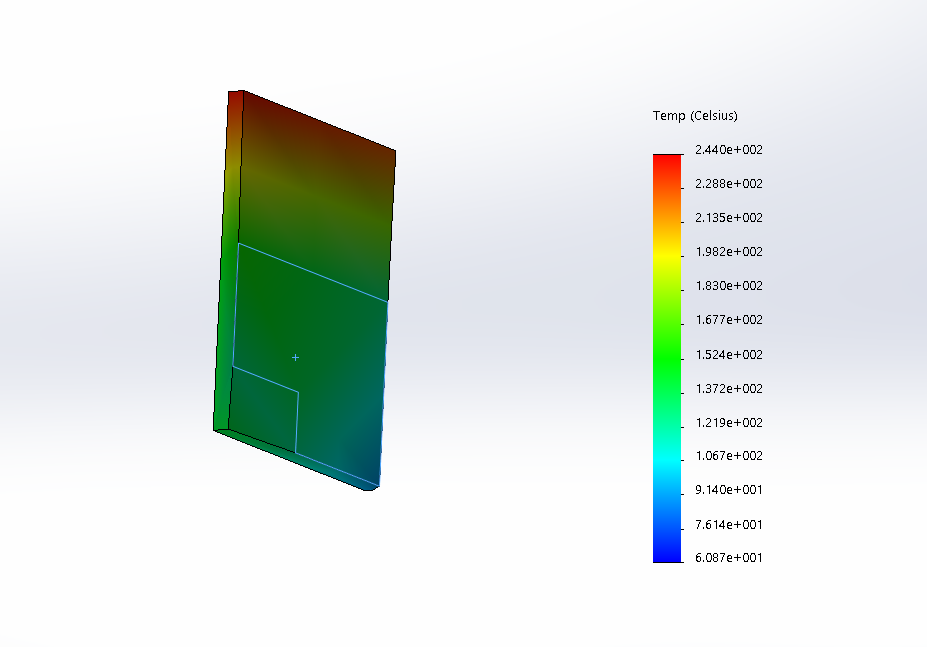 Temp (Celsius)
2.440e+002
2.288e+002
2.135e+002
1.982e+002
1.830e+002
1.677e+002
1.524e+002
1.372e+002
1.219e+002
1.067e+002
9.140e+001
7.614e+001
6.087e+001